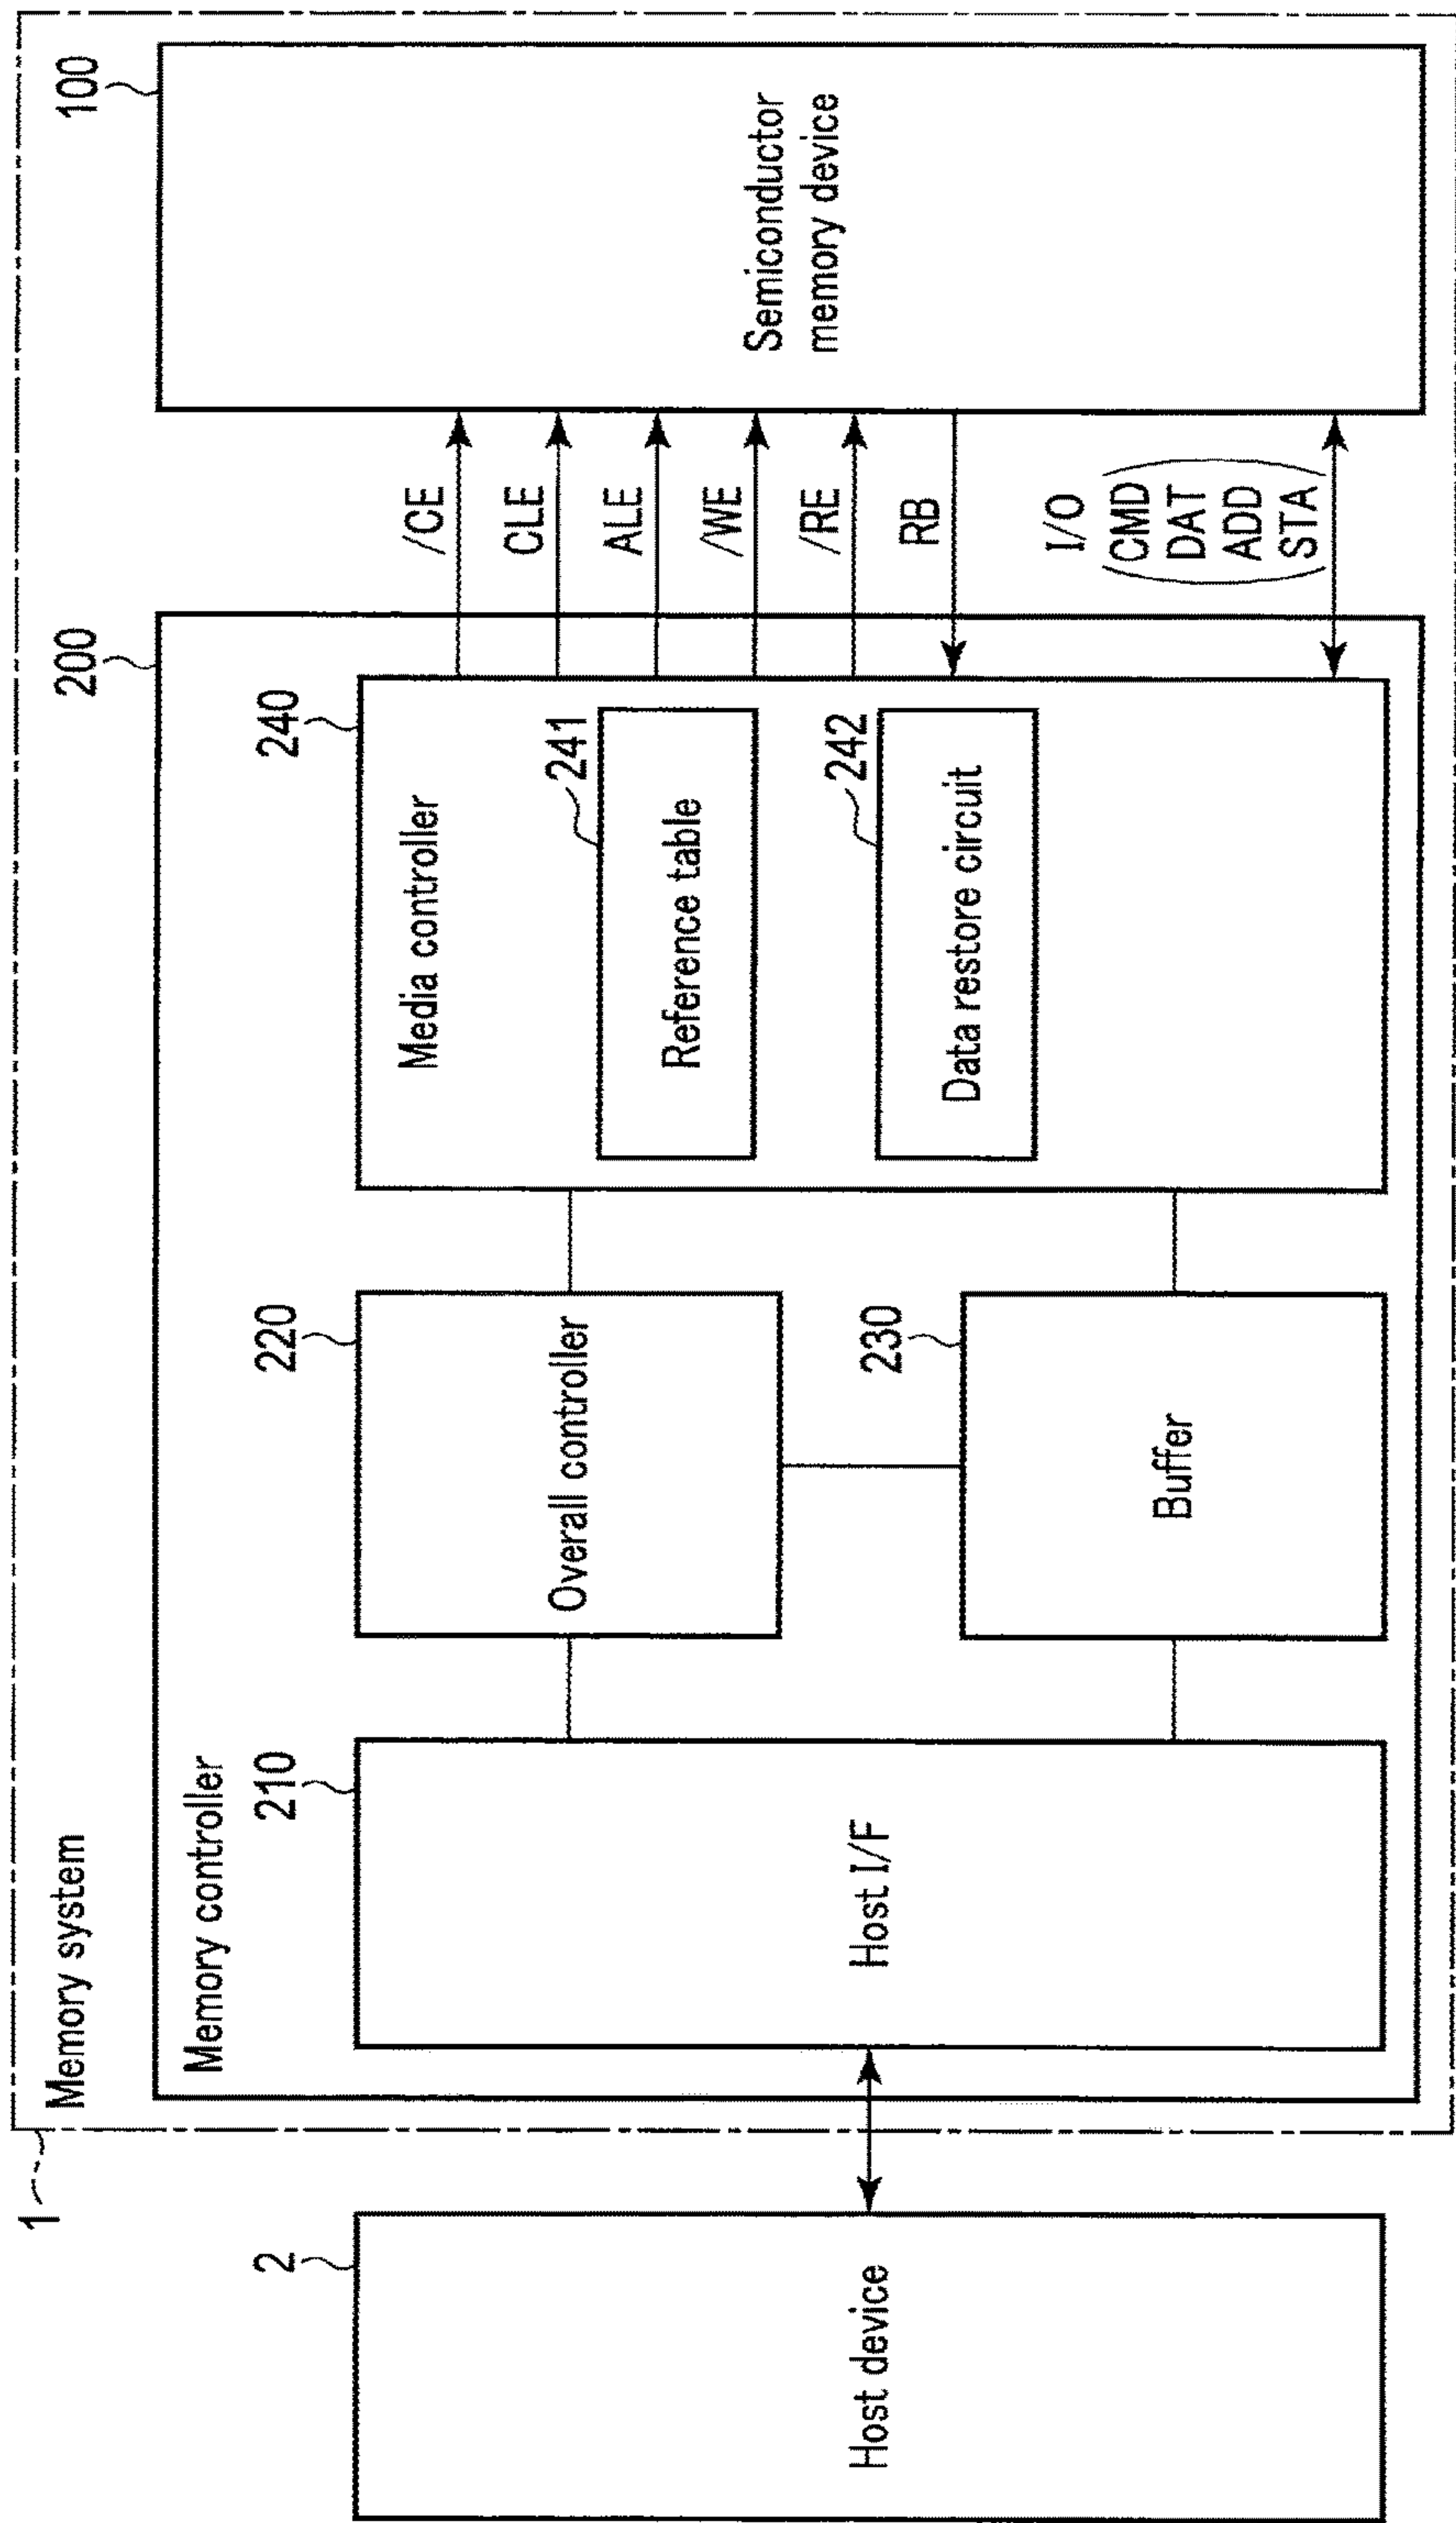 1
Memory system
Memory controller
200
100
2
Host device
210
Host I/F
220
Overall controller
230
Buffer
240
Media controller
241
Reference table
242
Data restore circuit
/CE
CLE
ALE
/WE
/RE
RB
I/O
(CMD
DAT
ADD
STA)
Semiconductor
memory device